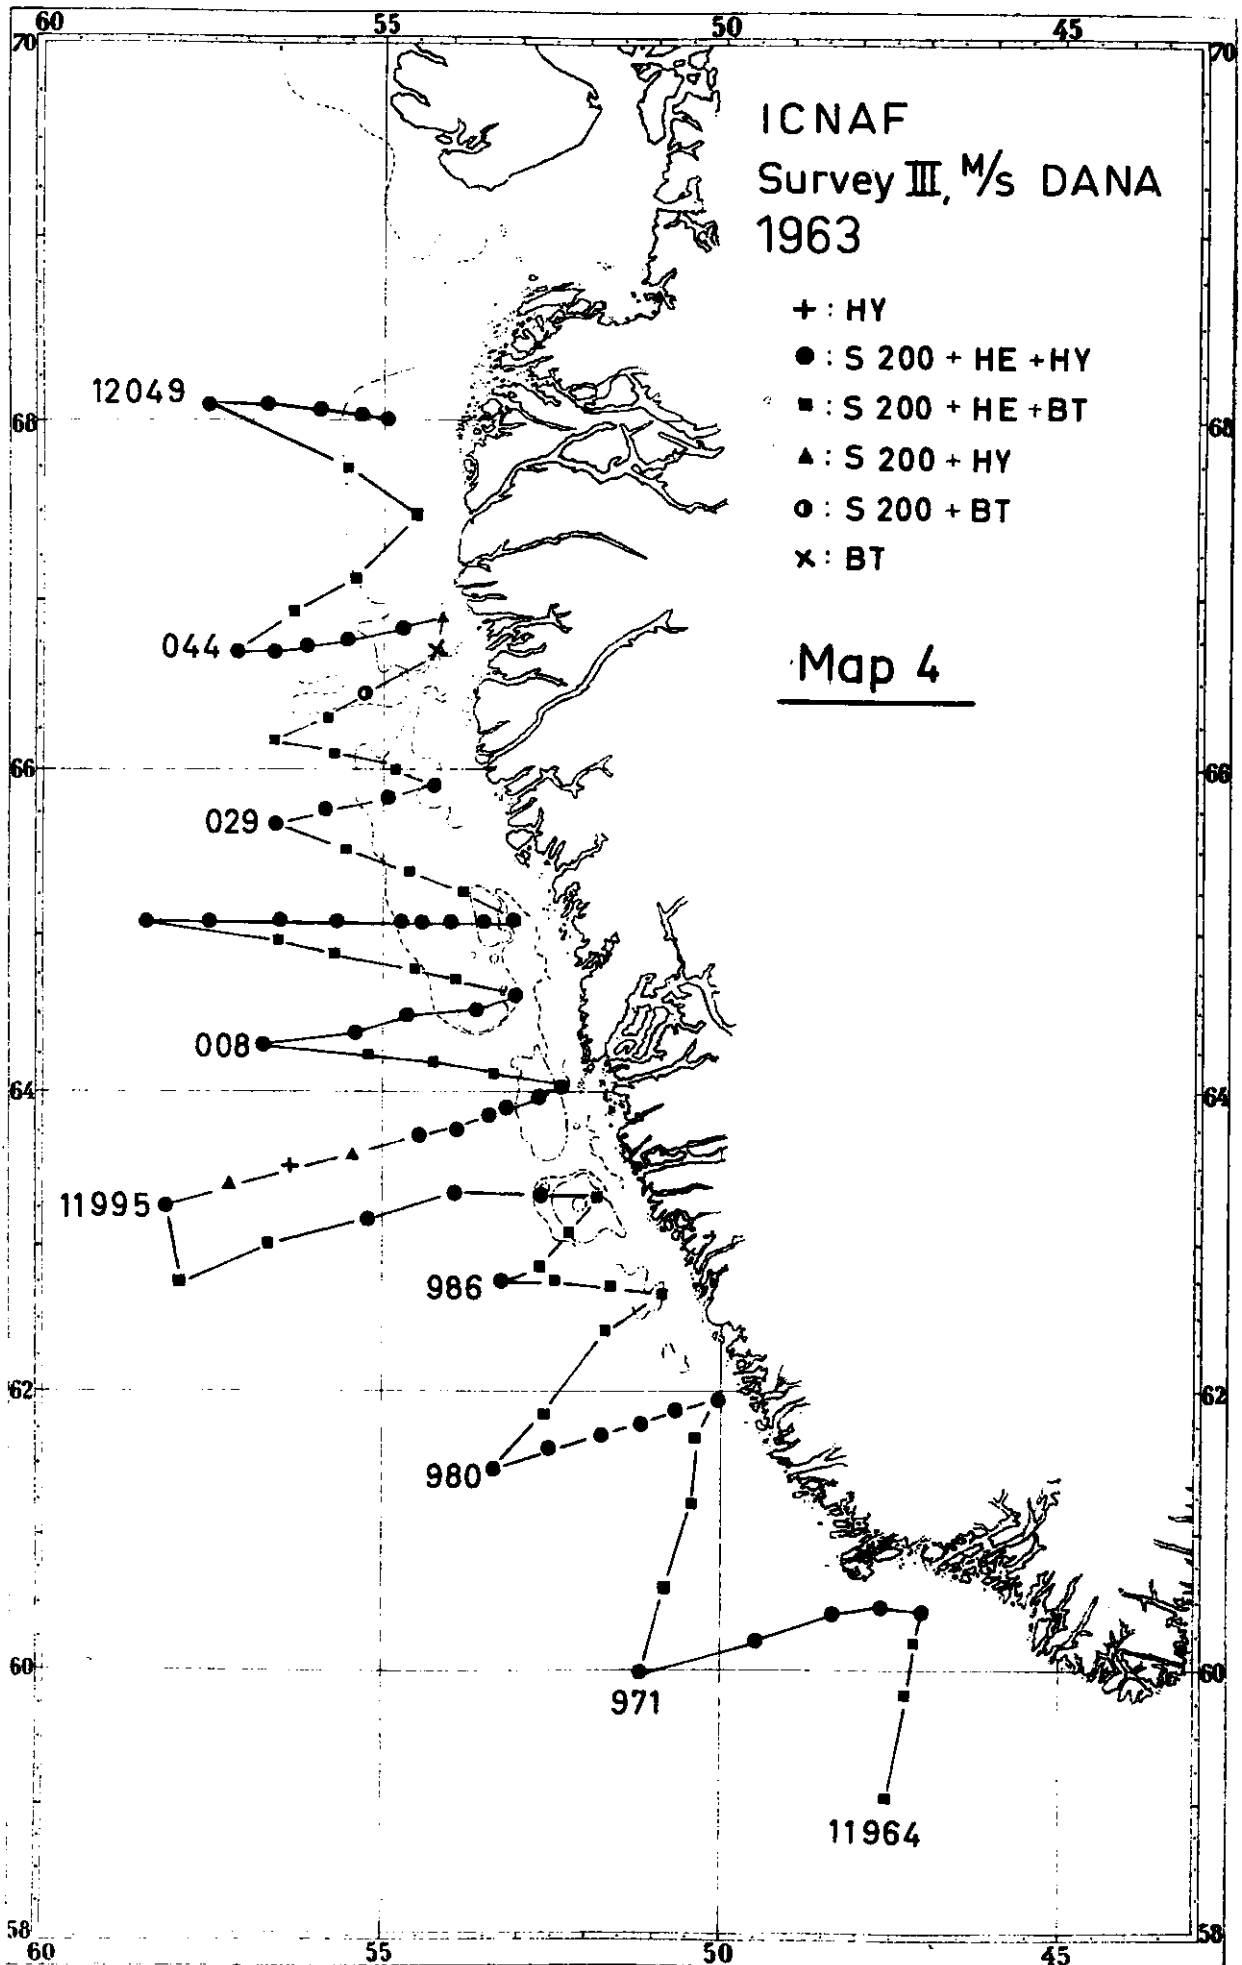 60 55 50 45
70 70
ICNAF
Survey III, M/s DANA
1963
+ : HY
● : S 200 + HE + HY
■ : S 200 + HE + BT
▲ : S 200 + HY
◑ : S 200 + BT
× : BT
Map 4
12049
68 68
044
66 66
029
008
64 64
11995
986
62 62
980
60 60
971
11964
58 58
60 55 50 45